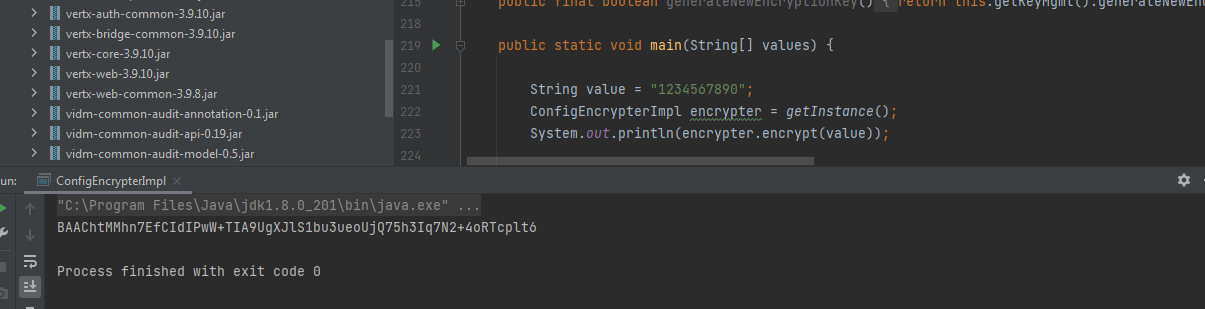 vertx-auth-common-3.9.10.jar
vertx-bridge-common-3.9.10.jar
vertx-core-3.9.10.jar
vertx-web-3.9.10.jar
vertx-web-common-3.9.8.jar
vidm-common-audit-annotation-0.1.jar
vidm-common-audit-api-0.19.jar
vidm-common-audit-model-0.5.jar
215 public final boolean generateNewEncryptionKey() { return this.getKeyMgmt().generateNewEnc
218
219 public static void main(String[] values) {
220
221 String value = "1234567890";
222 ConfigEncrypterImpl encrypter = getInstance();
223 System.out.println(encrypter.encrypt(value));
224
un: ConfigEncrypterImpl
"C:\Program Files\Java\jdk1.8.0_201\bin\java.exe" ...
BAAChtMMhn7EfCIdIPwW+TIA9UgXJlS1bu3ueoUjQ75h3Iq7N2+4oRTcplt6
Process finished with exit code 0